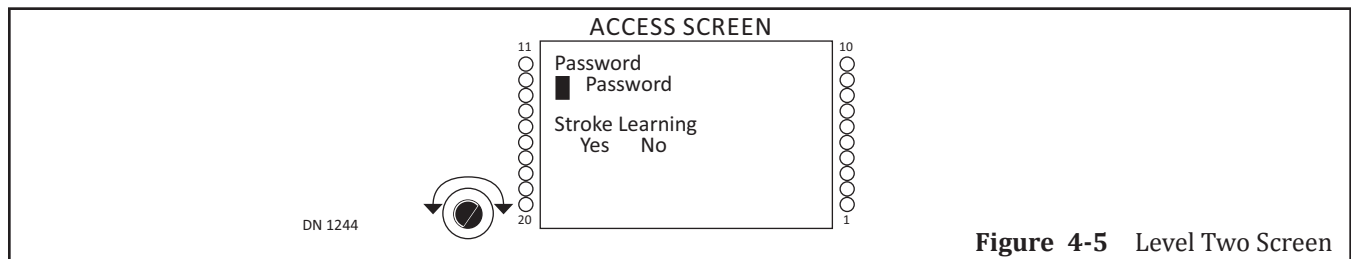 ACCESS SCREEN
11
10
Password
Password
Stroke Learning
Yes No
20
1
DN 1244
Figure 4-5 Level Two Screen